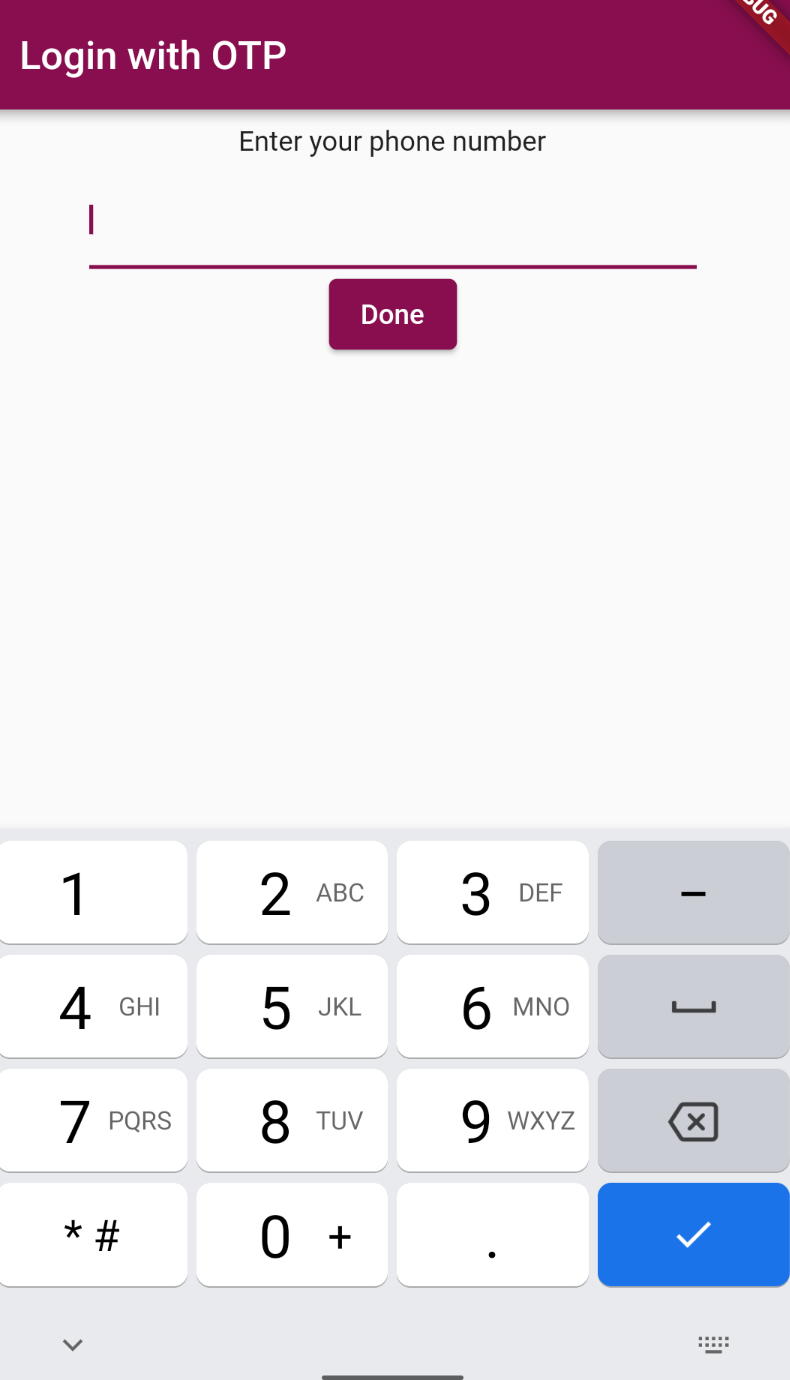 Login with OTP
Enter your phone number
Done
1
2 ABC
3 DEF
–
4 GHI
5 JKL
6 MNO
7 PQRS
8 TUV
9 WXYZ
* #
0 +
.